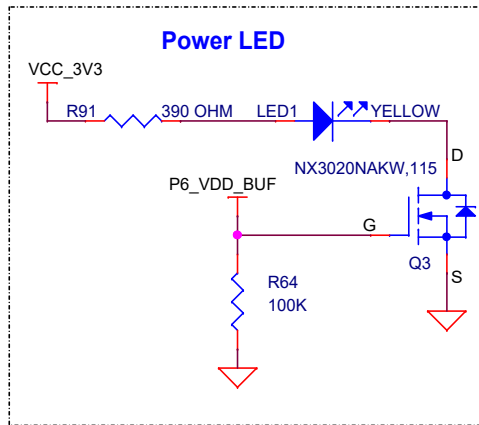 Power LED
VCC_3V3
R91 390 OHM LED1 YELLOW
D
NX3020NAKW,115
P6_VDD_BUF
G
Q3
S
R64
100K